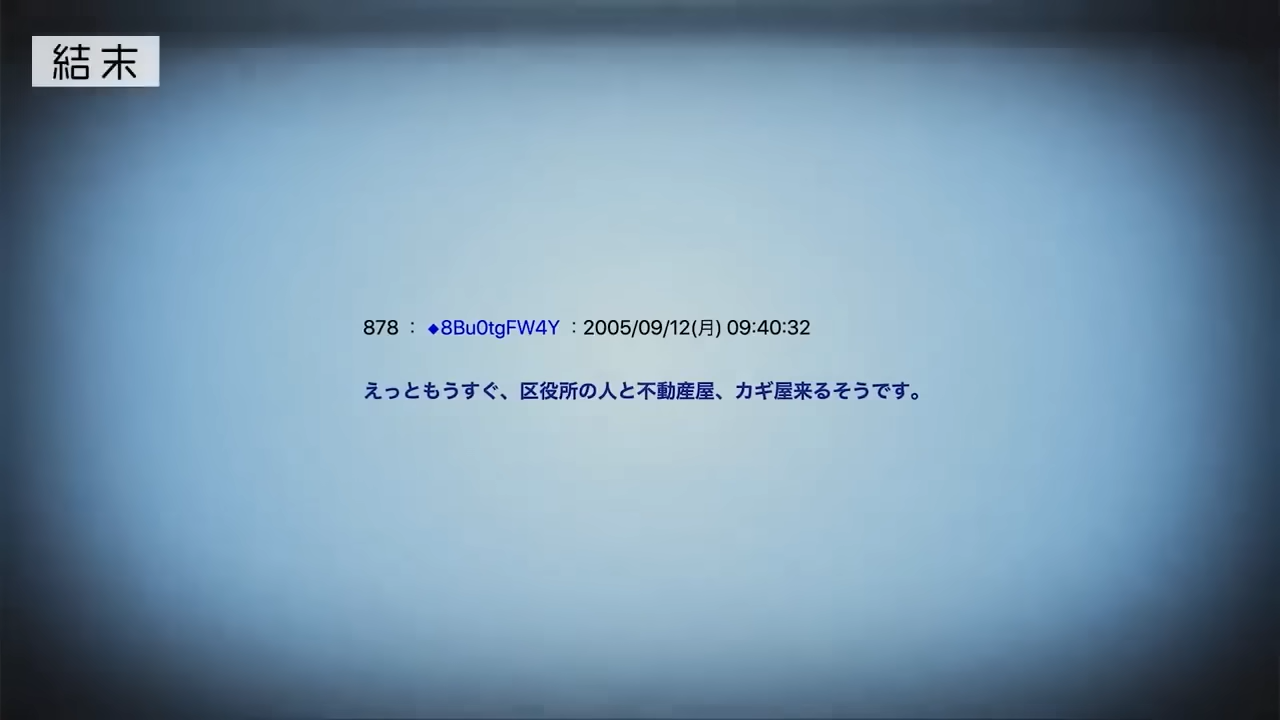 結末
878 : ◆8Bu0tgFW4Y : 2005/09/12(月) 09:40:32
えっともうすぐ、区役所の人と不動産屋、カギ屋来るそうです。